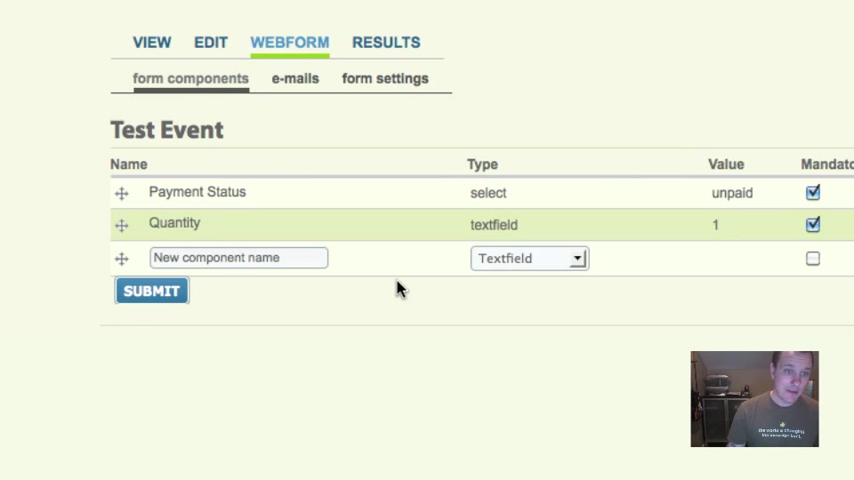 VIEW EDIT WEBFORM RESULTS
form components e-mails form settings
Test Event
Name Type Value Mandato
Payment Status select unpaid
Quantity textfield 1
New component name Textfield
SUBMIT